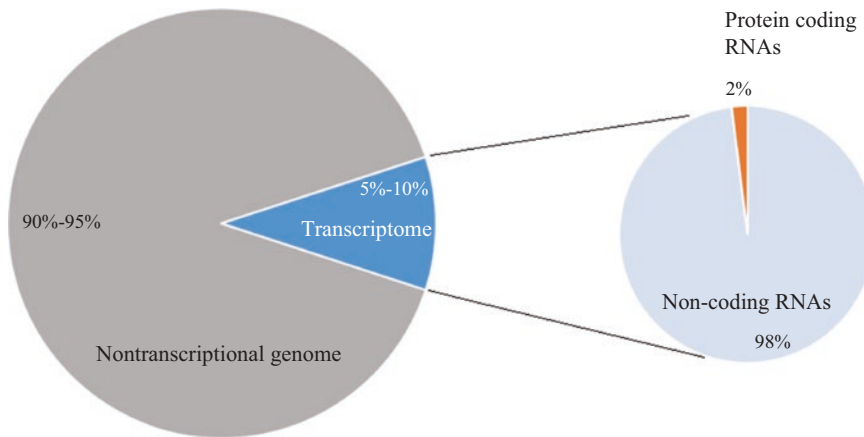 Protein coding
RNAs
2%
5%-10%
90%-95%
Transcriptome
Non-coding RNAs
98%
Nontranscriptional genome